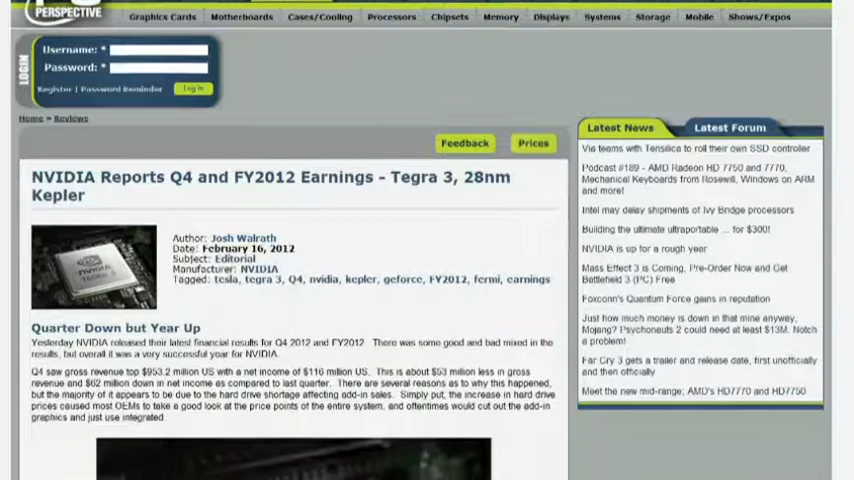 PERSPECTIVE
Graphics Cards Motherboards Cases/Cooling Processors Chipsets Memory Displays Systems Storage Mobile Shows/Expos
LOGIN
Username: *
Password: *
Register | Password Reminder Log in
Home » Reviews
Feedback Prices
NVIDIA Reports Q4 and FY2012 Earnings - Tegra 3, 28nm
Kepler
NVIDIA
Author: Josh Walrath
Date: February 16, 2012
Subject: Editorial
Manufacturer: NVIDIA
Tagged: tesla, tegra 3, Q4, nvidia, kepler, geforce, FY2012, fermi, earnings
Quarter Down but Year Up
Yesterday NVIDIA released their latest financial results for Q4 2012 and FY2012. There was some good and bad mixed in the
results, but overall it was a very successful year for NVIDIA.
Q4 saw gross revenue top $953.2 million US with a net income of $116 million US. This is about $53 million less in gross
revenue and $62 million down in net income as compared to last quarter. There are several reasons as to why this happened,
but the majority of it appears to be due to the hard drive shortage affecting add-in sales. Simply put, the increase in hard drive
prices caused most OEMs to take a good look at the price points of the entire system, and oftentimes would cut out the add-in
graphics and just use integrated.
Latest News Latest Forum
Via teams with Tensilica to roll their own SSD controller
Podcast #189 - AMD Radeon HD 7750 and 7770,
Mechanical Keyboards from Rosewill, Windows on ARM
and more!
Intel may delay shipments of Ivy Bridge processors
Building the ultimate ultraportable ... for $300!
NVIDIA is up for a rough year
Mass Effect 3 is Coming, Pre-Order Now and Get
Battlefield 3 (PC) Free
Foxconn's Quantum Force gains in reputation
Just how much money is down in that mine anyway,
Mojang? Psychonauts 2 could need at least $13M. Notch
a problem!
Far Cry 3 gets a trailer and release date, first unofficially
and then officially
Meet the new mid-range; AMD's HD7770 and HD7750